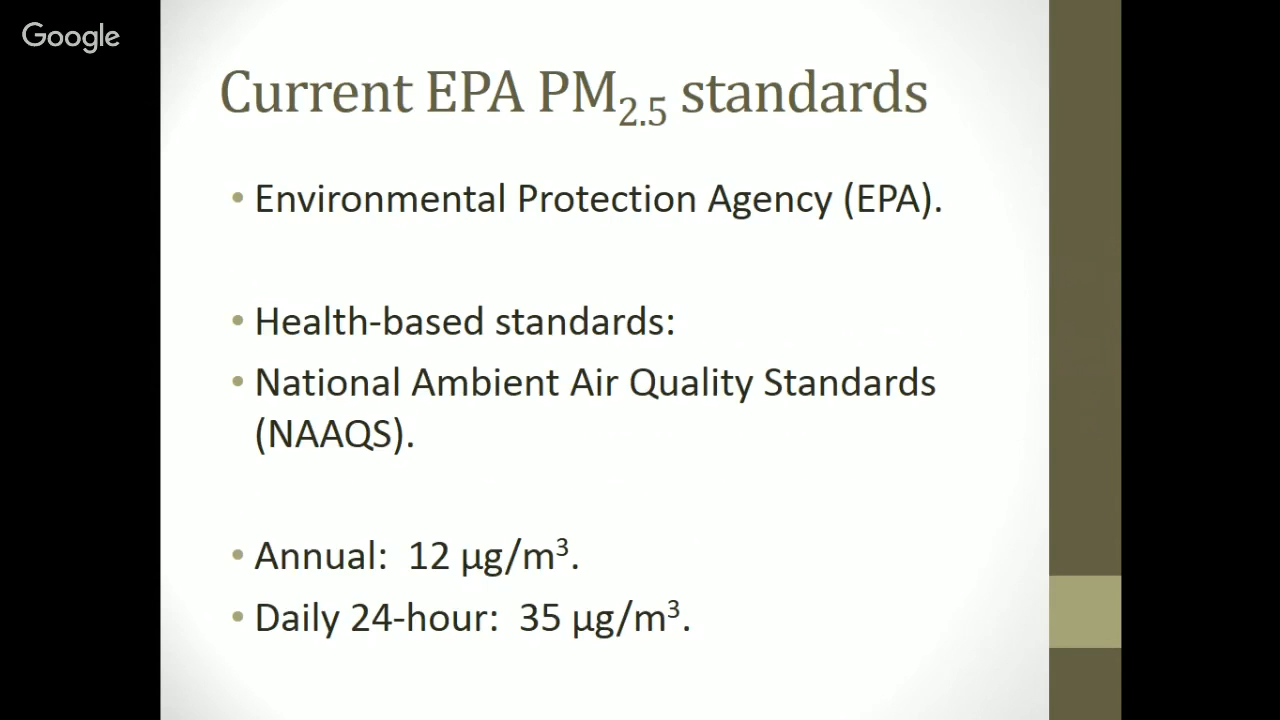 Google
Current EPA PM₂.₅ standards
• Environmental Protection Agency (EPA).
• Health-based standards:
• National Ambient Air Quality Standards
(NAAQS).
• Annual:  12 µg/m³.
• Daily 24-hour:  35 µg/m³.